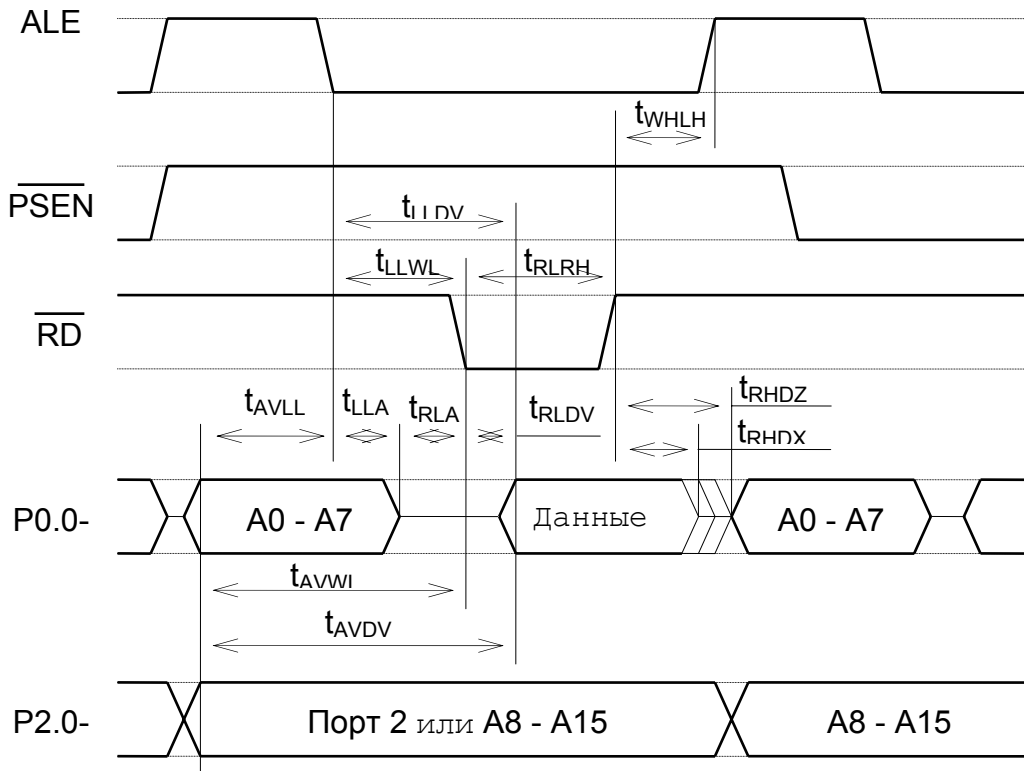 ALE
tWHLH
PSEN
tLLDV
tLLWL
tRLRH
RD
tAVLL
tLLA
tRLA
tRLDV
tRHDZ
tRHDX
P0.0-
A0 - A7
Данные
A0 - A7
tAVWL
tAVDV
P2.0-
Порт 2 или A8 - A15
A8 - A15